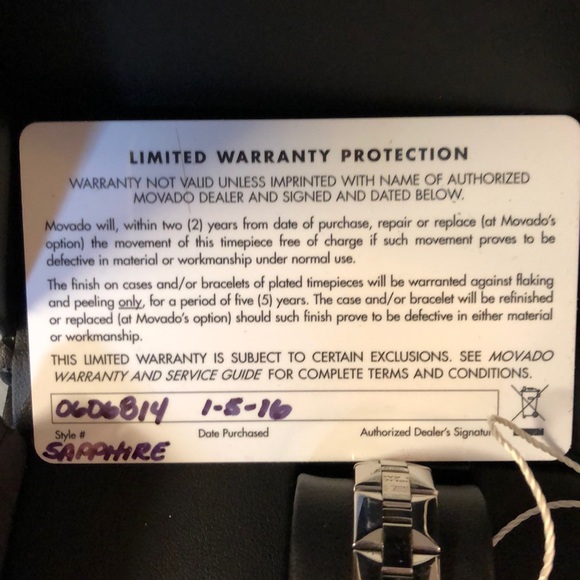 LIMITED WARRANTY PROTECTION
WARRANTY NOT VALID UNLESS IMPRINTED WITH NAME OF AUTHORIZED
MOVADO DEALER AND SIGNED AND DATED BELOW.
Movado will, within two (2) years from date of purchase, repair or replace (at Movado's
option) the movement of this timepiece free of charge if such movement proves to be
defective in material or workmanship under normal use.
The finish on cases and/or bracelets of plated timepieces will be warranted against flaking
and peeling only, for a period of five (5) years. The case and/or bracelet will be refinished
or replaced (at Movado's option) should such finish prove to be defective in either material
or workmanship.
THIS LIMITED WARRANTY IS SUBJECT TO CERTAIN EXCLUSIONS. SEE MOVADO
WARRANTY AND SERVICE GUIDE FOR COMPLETE TERMS AND CONDITIONS.
0606814 1-5-16
Style # Date Purchased Authorized Dealer's Signatur
SAPPHIRE